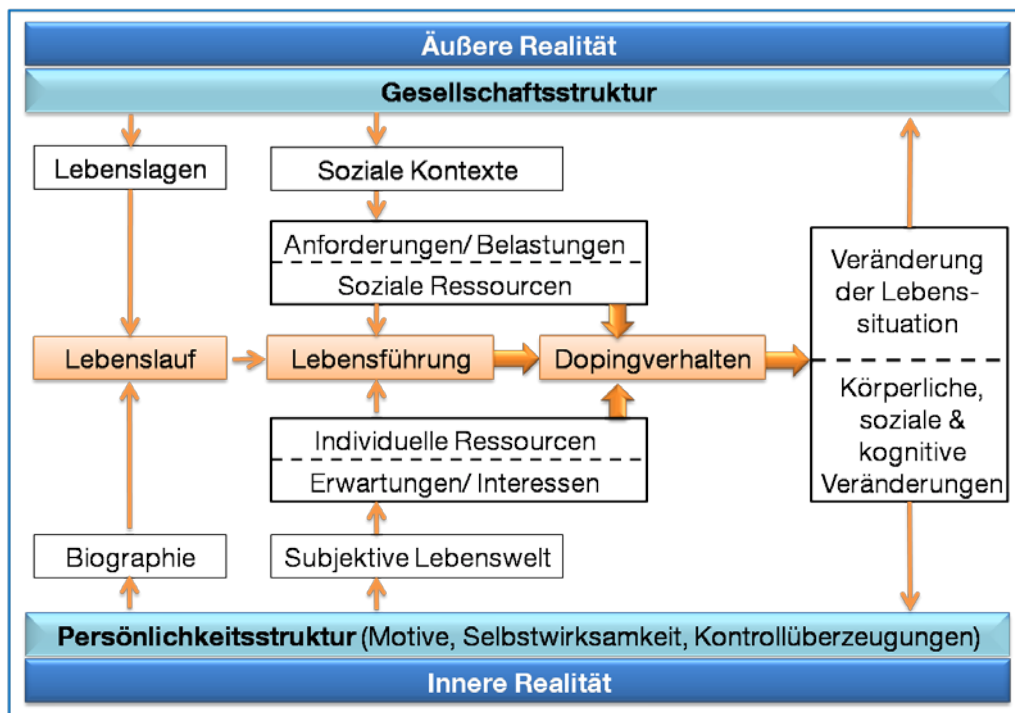 Äußere Realität
Gesellschaftsstruktur
Lebenslagen
Soziale Kontexte
Anforderungen/ Belastungen
Soziale Ressourcen
Lebenslauf
Lebensführung
Dopingverhalten
Veränderung
der Lebens-
situation
Körperliche,
soziale &
kognitive
Veränderungen
Individuelle Ressourcen
Erwartungen/ Interessen
Biographie
Subjektive Lebenswelt
Persönlichkeitsstruktur (Motive, Selbstwirksamkeit, Kontrollüberzeugungen)
Innere Realität